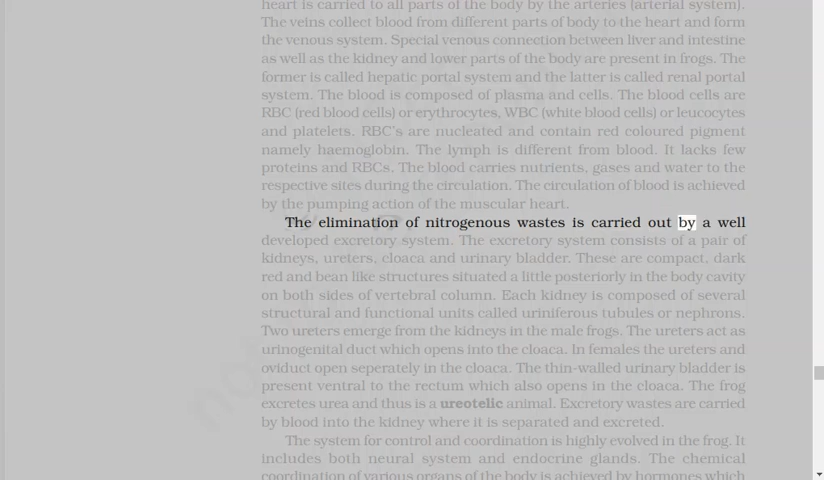 heart is carried to all parts of the body by the arteries (arterial system).
The veins collect blood from different parts of body to the heart and form
the venous system. Special venous connection between liver and intestine
as well as the kidney and lower parts of the body are present in frogs. The
former is called hepatic portal system and the latter is called renal portal
system. The blood is composed of plasma and cells. The blood cells are
RBC (red blood cells) or erythrocytes, WBC (white blood cells) or leucocytes
and platelets. RBC's are nucleated and contain red coloured pigment
namely haemoglobin. The lymph is different from blood. It lacks few
proteins and RBCs. The blood carries nutrients, gases and water to the
respective sites during the circulation. The circulation of blood is achieved
by the pumping action of the muscular heart.
The elimination of nitrogenous wastes is carried out by a well
developed excretory system. The excretory system consists of a pair of
kidneys, ureters, cloaca and urinary bladder. These are compact, dark
red and bean like structures situated a little posteriorly in the body cavity
on both sides of vertebral column. Each kidney is composed of several
structural and functional units called uriniferous tubules or nephrons.
Two ureters emerge from the kidneys in the male frogs. The ureters act as
urinogenital duct which opens into the cloaca. In females the ureters and
oviduct open seperately in the cloaca. The thin-walled urinary bladder is
present ventral to the rectum which also opens in the cloaca. The frog
excretes urea and thus is a ureotelic animal. Excretory wastes are carried
by blood into the kidney where it is separated and excreted.
The system for control and coordination is highly evolved in the frog. It
includes both neural system and endocrine glands. The chemical
coordination of various organs of the body is achieved by hormones which